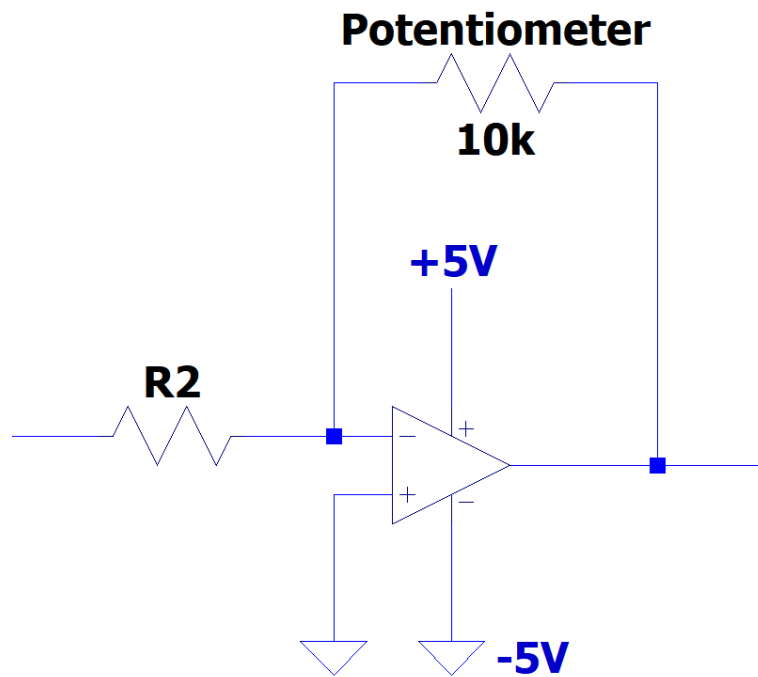 Potentiometer
10k
+5V
R2
+
−
+
−
-5V